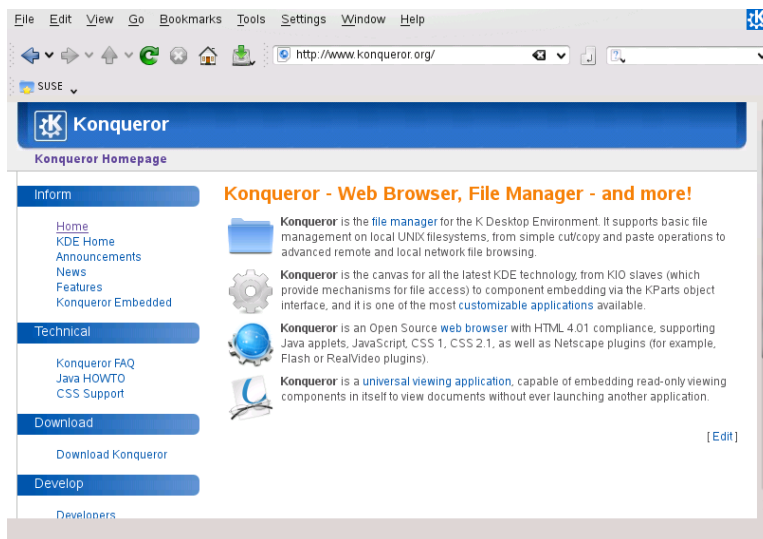 File Edit View Go Bookmarks Tools Settings Window Help
http://www.konqueror.org/
SUSE
Konqueror
Konqueror Homepage
Inform
Home
KDE Home
Announcements
News
Features
Konqueror Embedded
Technical
Konqueror FAQ
Java HOWTO
CSS Support
Download
Download Konqueror
Develop
Developers
Konqueror - Web Browser, File Manager - and more!
Konqueror is the file manager for the K Desktop Environment. It supports basic file
management on local UNIX filesystems, from simple cut/copy and paste operations to
advanced remote and local network file browsing.
Konqueror is the canvas for all the latest KDE technology, from KIO slaves (which
provide mechanisms for file access) to component embedding via the KParts object
interface, and it is one of the most customizable applications available.
Konqueror is an Open Source web browser with HTML 4.01 compliance, supporting
Java applets, JavaScript, CSS 1, CSS 2.1, as well as Netscape plugins (for example,
Flash or RealVideo plugins).
Konqueror is a universal viewing application, capable of embedding read-only viewing
components in itself to view documents without ever launching another application.
[Edit]